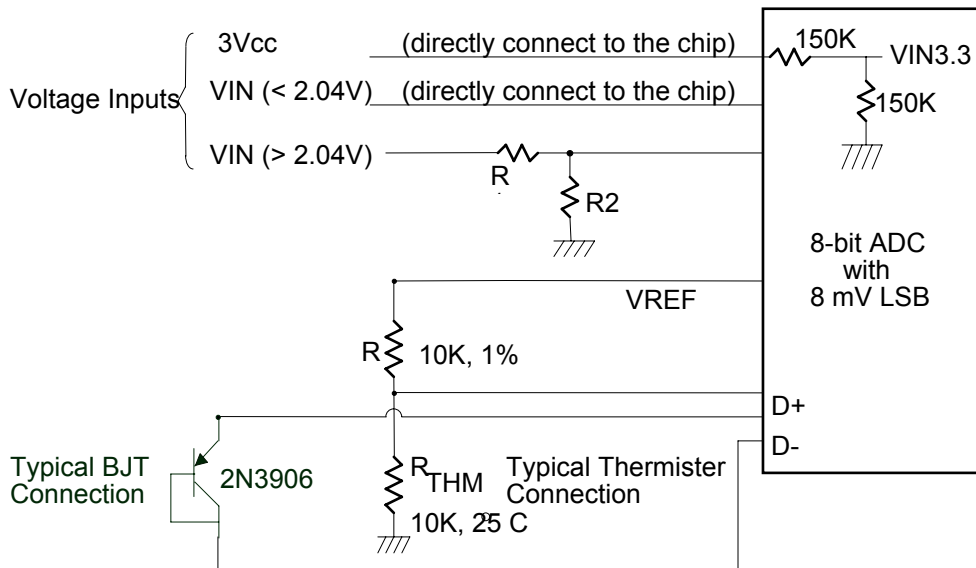 3Vcc (directly connect to the chip) 150K VIN3.3
Voltage Inputs VIN (< 2.04V) (directly connect to the chip) 150K
VIN (> 2.04V)
R
R2
8-bit ADC
with
8 mV LSB
VREF
R 10K, 1%
D+
D-
Typical BJT
Connection
2N3906
RTHM
10K, 25 C
Typical Thermister
Connection